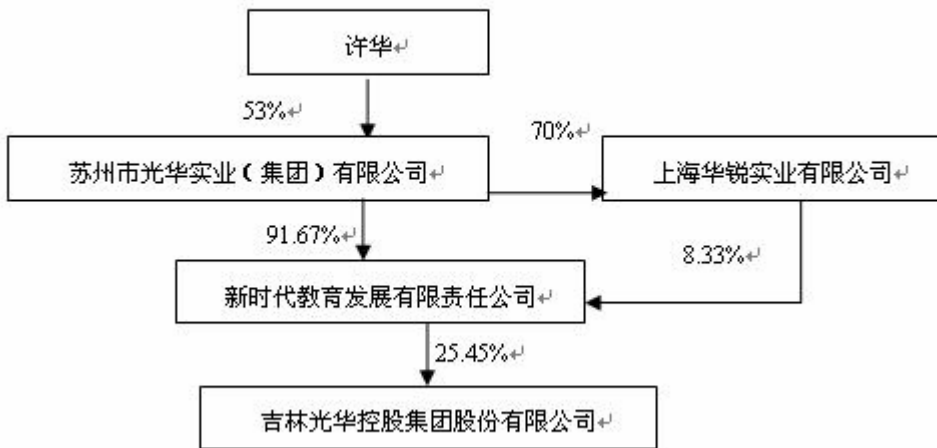 许华↵
53%↵
70%↵
苏州市光华实业（集团）有限公司↵
上海华锐实业有限公司↵
91.67%↵
8.33%↵
新时代教育发展有限责任公司↵
25.45%↵
吉林光华控股集团股份有限公司↵